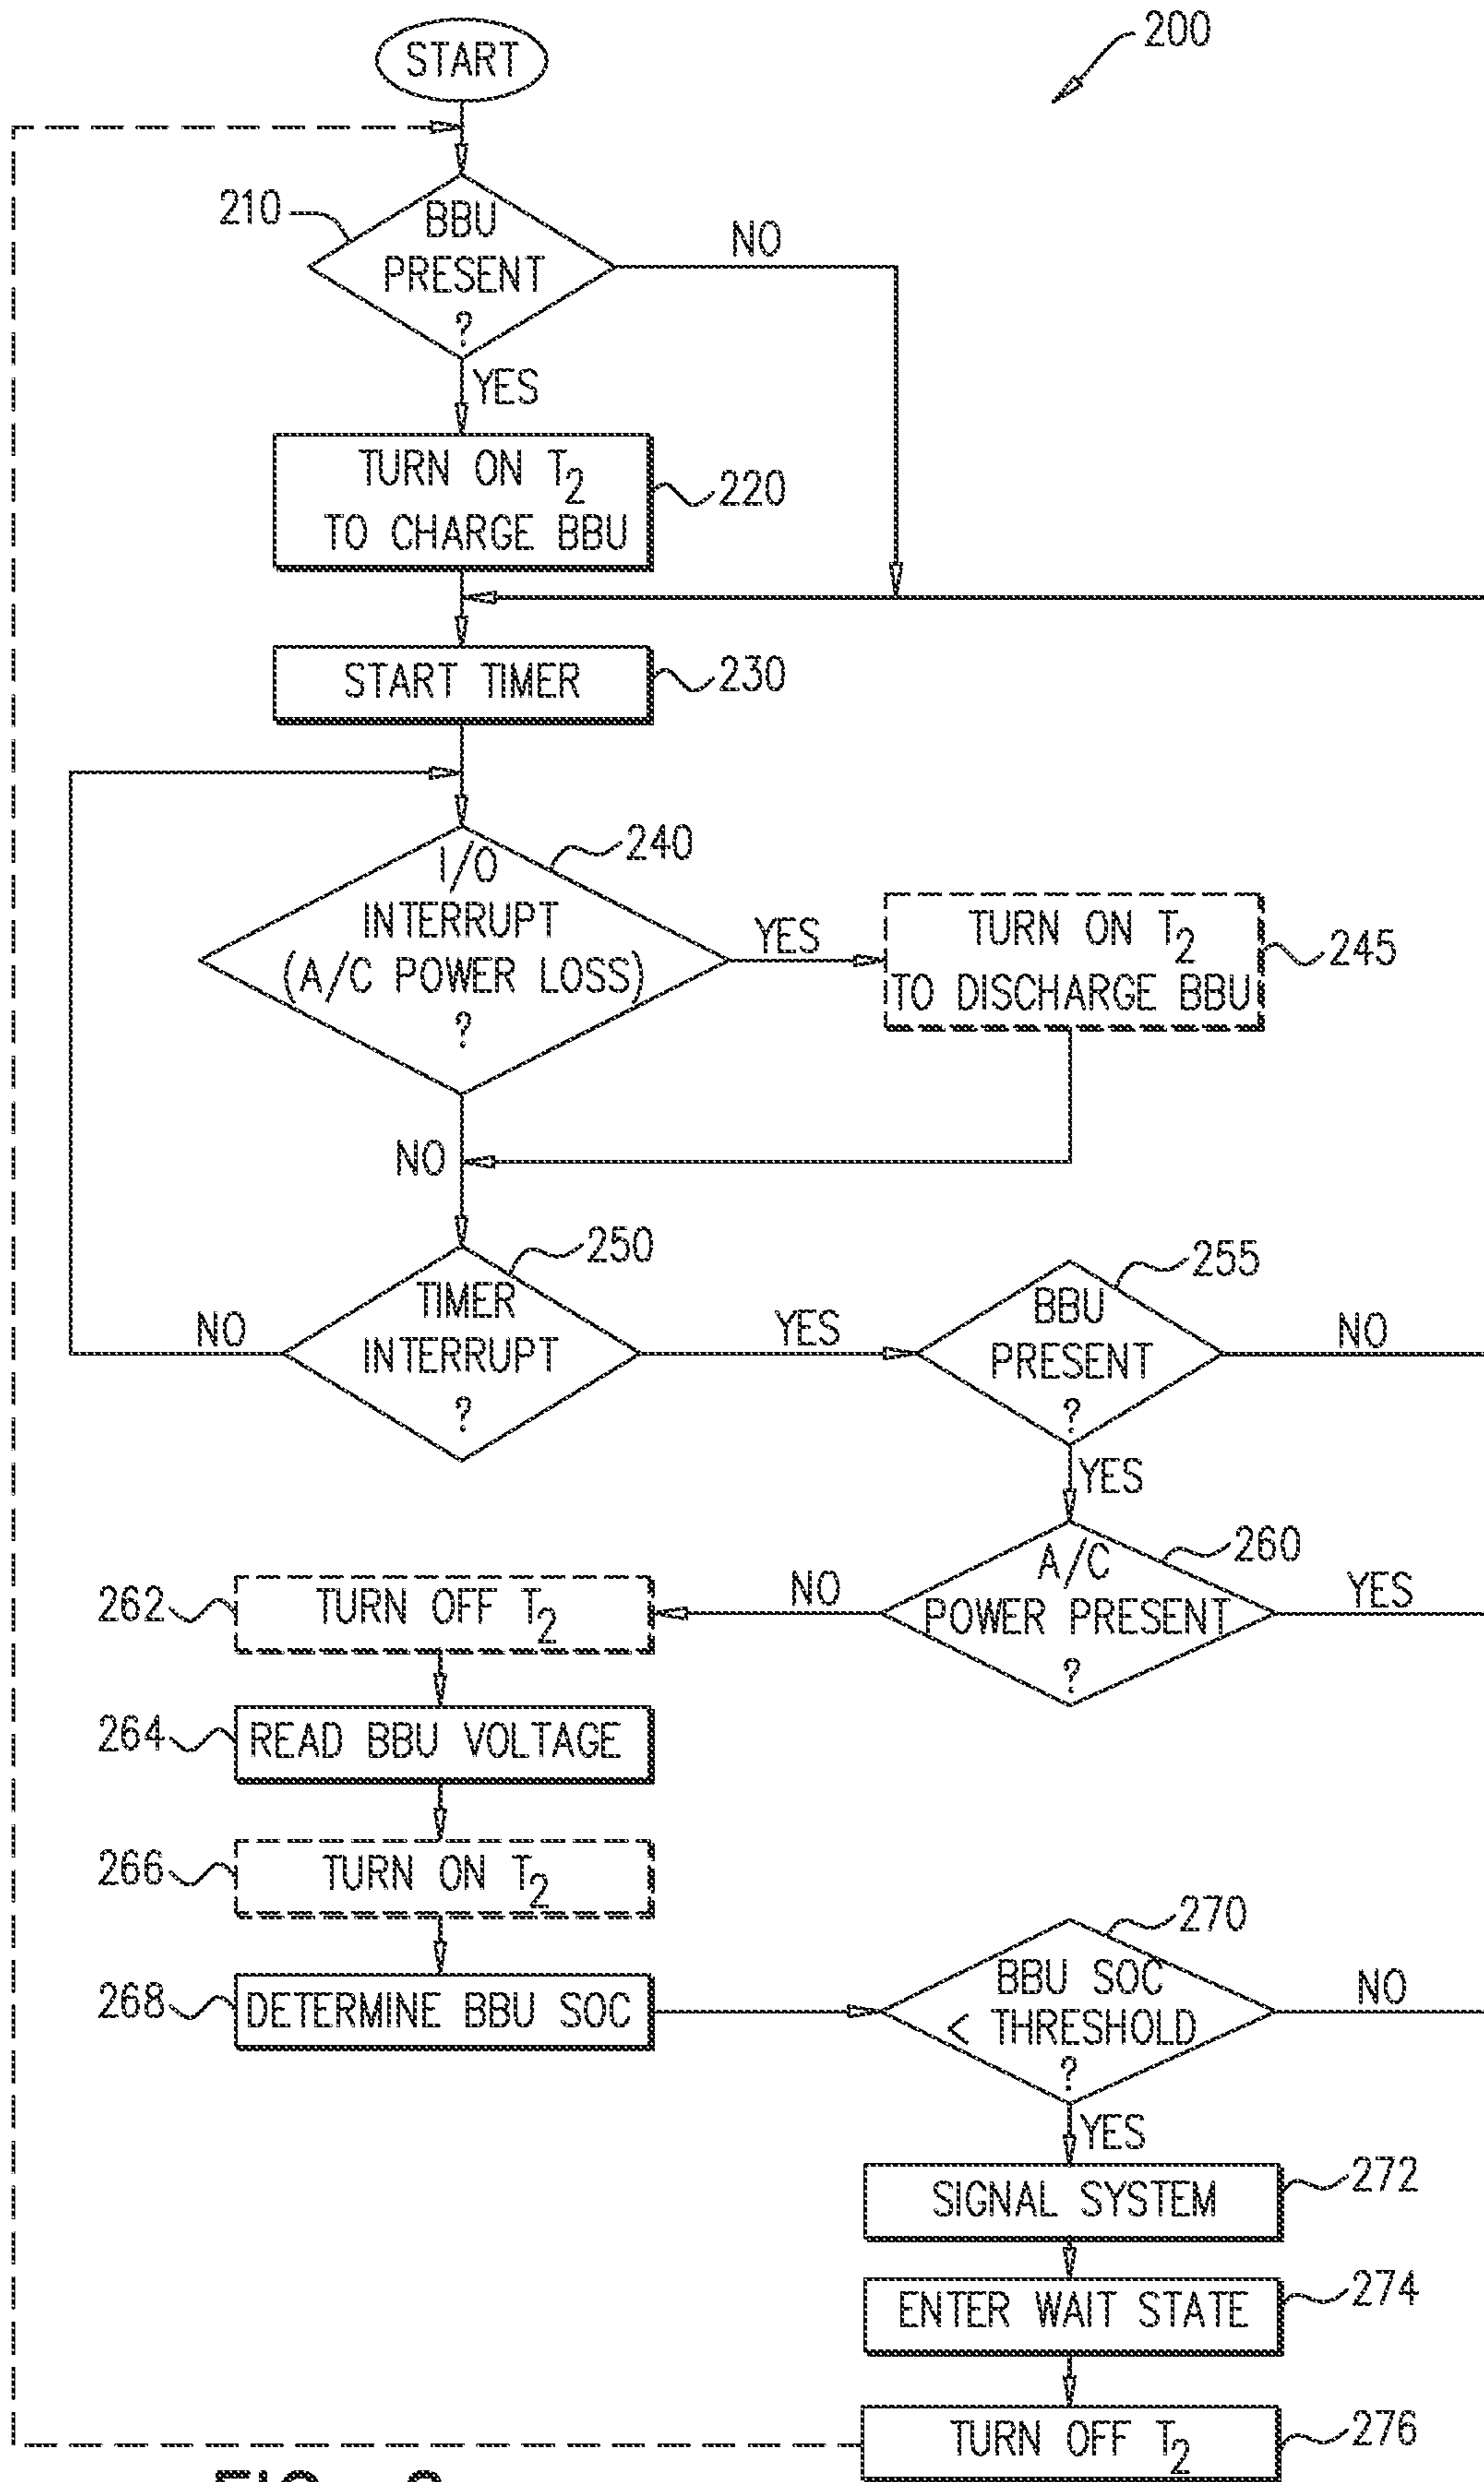 200
START
210
BBU
PRESENT
?
NO
YES
TURN ON T2
TO CHARGE BBU
220
START TIMER
230
240
I/O
INTERRUPT
(A/C POWER LOSS)
?
YES
TURN ON T2
TO DISCHARGE BBU
245
NO
250
TIMER
INTERRUPT
?
NO
YES
255
BBU
PRESENT
?
NO
YES
260
A/C
POWER PRESENT
?
NO
YES
262
TURN OFF T2
264
READ BBU VOLTAGE
266
TURN ON T2
268
DETERMINE BBU SOC
270
BBU SOC
< THRESHOLD
?
NO
YES
SIGNAL SYSTEM
272
ENTER WAIT STATE
274
TURN OFF T2
276